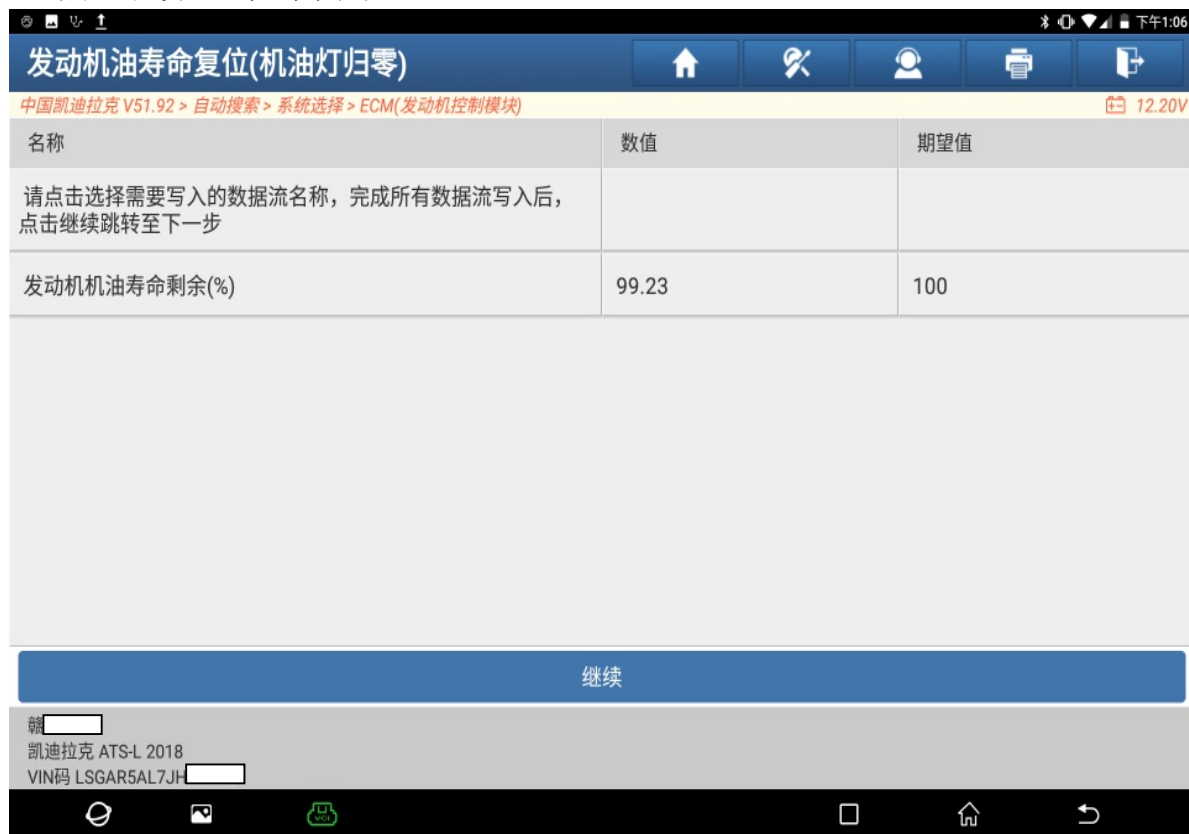 下午1:06
发动机油寿命复位(机油灯归零)
中国凯迪拉克 V51.92 > 自动搜索 > 系统选择 > ECM(发动机控制模块)
12.20V
名称 数值 期望值
请点击选择需要写入的数据流名称，完成所有数据流写入后，
点击继续跳转至下一步
发动机机油寿命剩余(%) 99.23 100
继续
赣
凯迪拉克 ATS-L 2018
VIN码 LSGAR5AL7JH
VCI